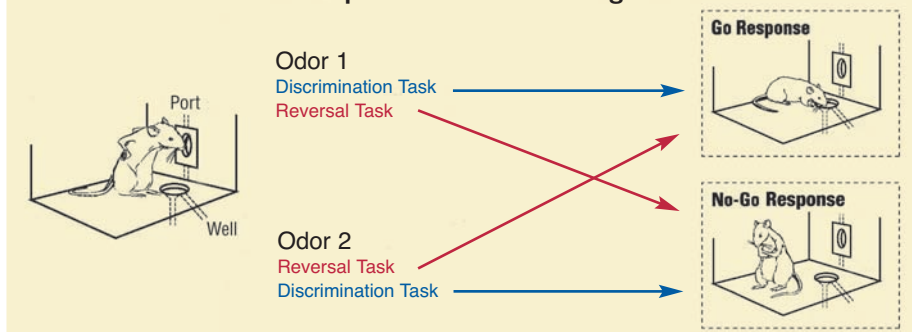 Port
Well
Odor 1
Discrimination Task
Reversal Task
Odor 2
Reversal Task
Discrimination Task
Go Response
No-Go Response